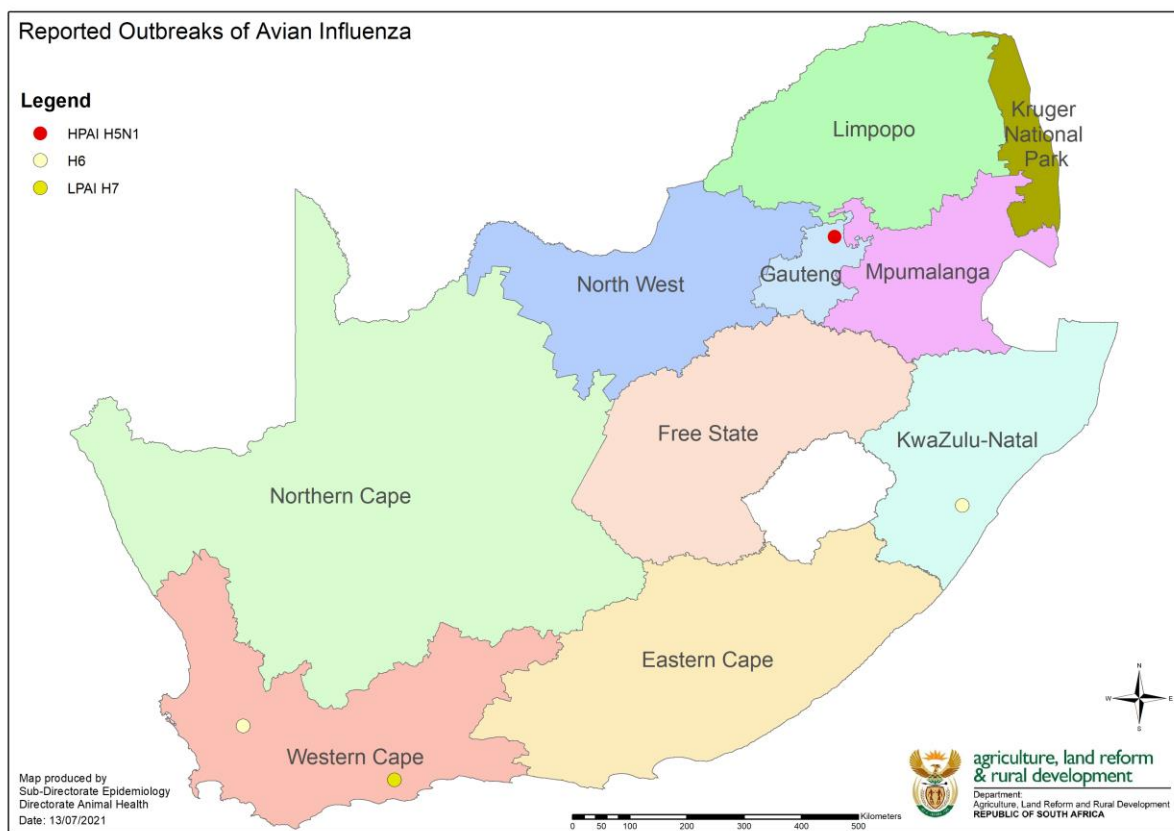 Reported Outbreaks of Avian Influenza
Legend
HPAI H5N1
H6
LPAI H7
Limpopo
Kruger
National
Park
North West
Gauteng
Mpumalanga
Free State
KwaZulu-Natal
Northern Cape
Eastern Cape
Western Cape
N
W
E
S
Map produced by
Sub-Directorate Epidemiology
Directorate Animal Health
Date: 13/07/2021
Kilometers
0 50 100 200 300 400 500
agriculture, land reform
& rural development
Department:
Agriculture, Land Reform and Rural Development
REPUBLIC OF SOUTH AFRICA